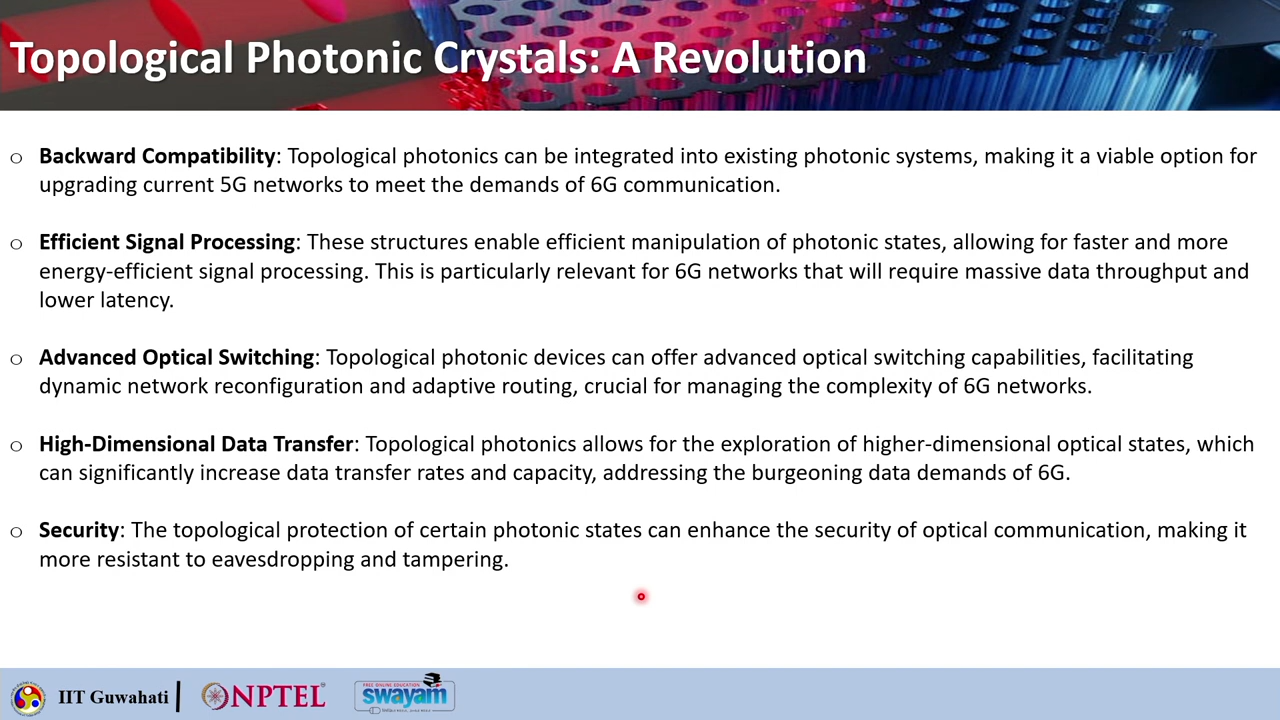 Topological Photonic Crystals: A Revolution
○ Backward Compatibility: Topological photonics can be integrated into existing photonic systems, making it a viable option for
upgrading current 5G networks to meet the demands of 6G communication.
○ Efficient Signal Processing: These structures enable efficient manipulation of photonic states, allowing for faster and more
energy-efficient signal processing. This is particularly relevant for 6G networks that will require massive data throughput and
lower latency.
○ Advanced Optical Switching: Topological photonic devices can offer advanced optical switching capabilities, facilitating
dynamic network reconfiguration and adaptive routing, crucial for managing the complexity of 6G networks.
○ High-Dimensional Data Transfer: Topological photonics allows for the exploration of higher-dimensional optical states, which
can significantly increase data transfer rates and capacity, addressing the burgeoning data demands of 6G.
○ Security: The topological protection of certain photonic states can enhance the security of optical communication, making it
more resistant to eavesdropping and tampering.
IIT Guwahati
NPTEL
FREE ONLINE EDUCATION
swayam